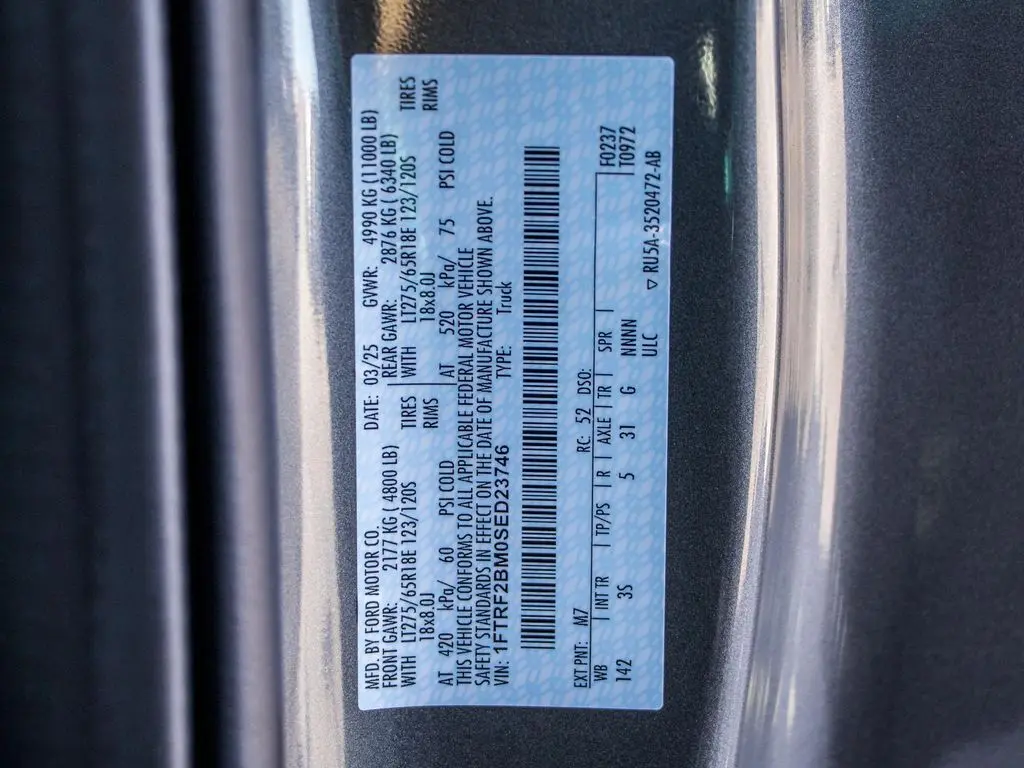 MFD. BY FORD MOTOR CO. DATE: 03/25 GVWR: 4990 KG (11000 LB)
FRONT GAWR: 2177 KG ( 4800 LB) REAR GAWR: 2876 KG ( 6340 LB)
WITH LT275/65R18E 123/120S TIRES WITH LT275/65R18E 123/120S TIRES
18x8.0J RIMS 18x8.0J RIMS
AT 420 kPa/ 60 PSI COLD AT 520 kPa/ 75 PSI COLD
THIS VEHICLE CONFORMS TO ALL APPLICABLE FEDERAL MOTOR VEHICLE
SAFETY STANDARDS IN EFFECT ON THE DATE OF MANUFACTURE SHOWN ABOVE.
VIN: 1FTRF2BM0SED23746 TYPE: Truck
EXT PNT: M7 RC: 52 DSO:
WB INT TR TP/PS R AXLE TR SPR F0237
142 3S 5 31 G NNNN T0972
ULC
▽ RU5A-3520472-AB